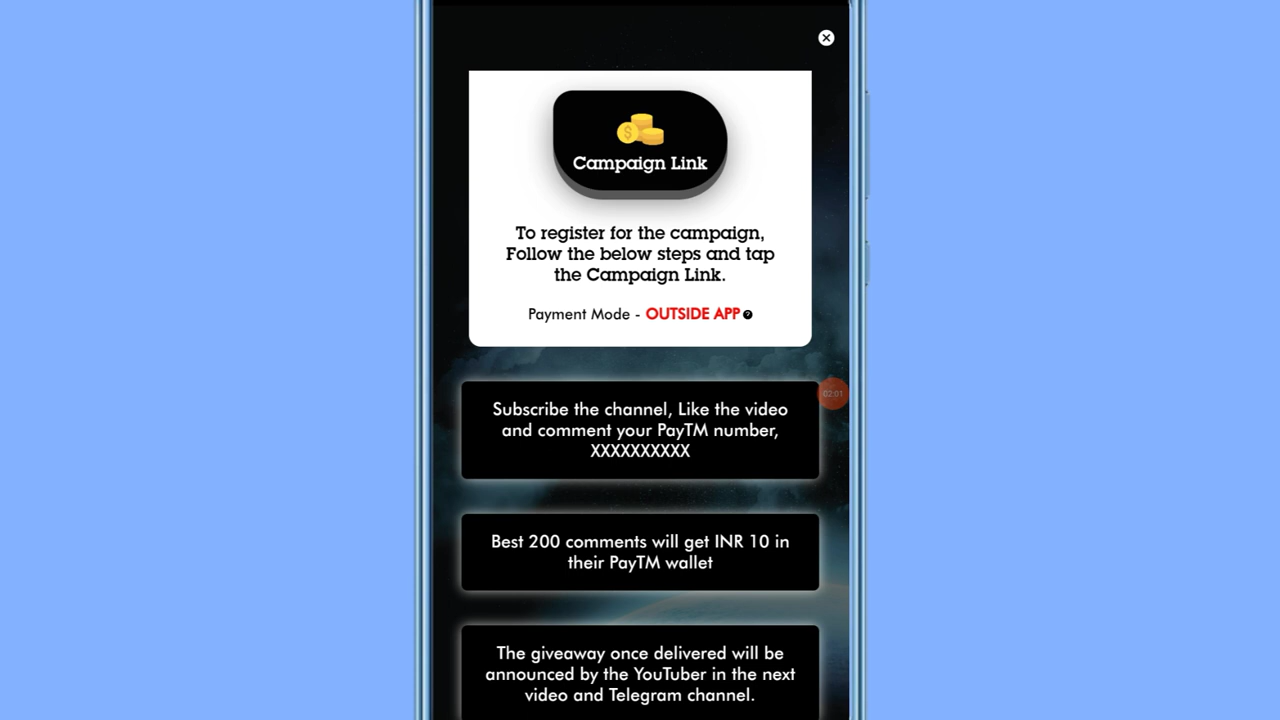 Campaign Link
To register for the campaign,
Follow the below steps and tap
the Campaign Link.
Payment Mode - OUTSIDE APP ?
02:01
Subscribe the channel, Like the video
and comment your PayTM number,
XXXXXXXXXX
Best 200 comments will get INR 10 in
their PayTM wallet
The giveaway once delivered will be
announced by the YouTuber in the next
video and Telegram channel.